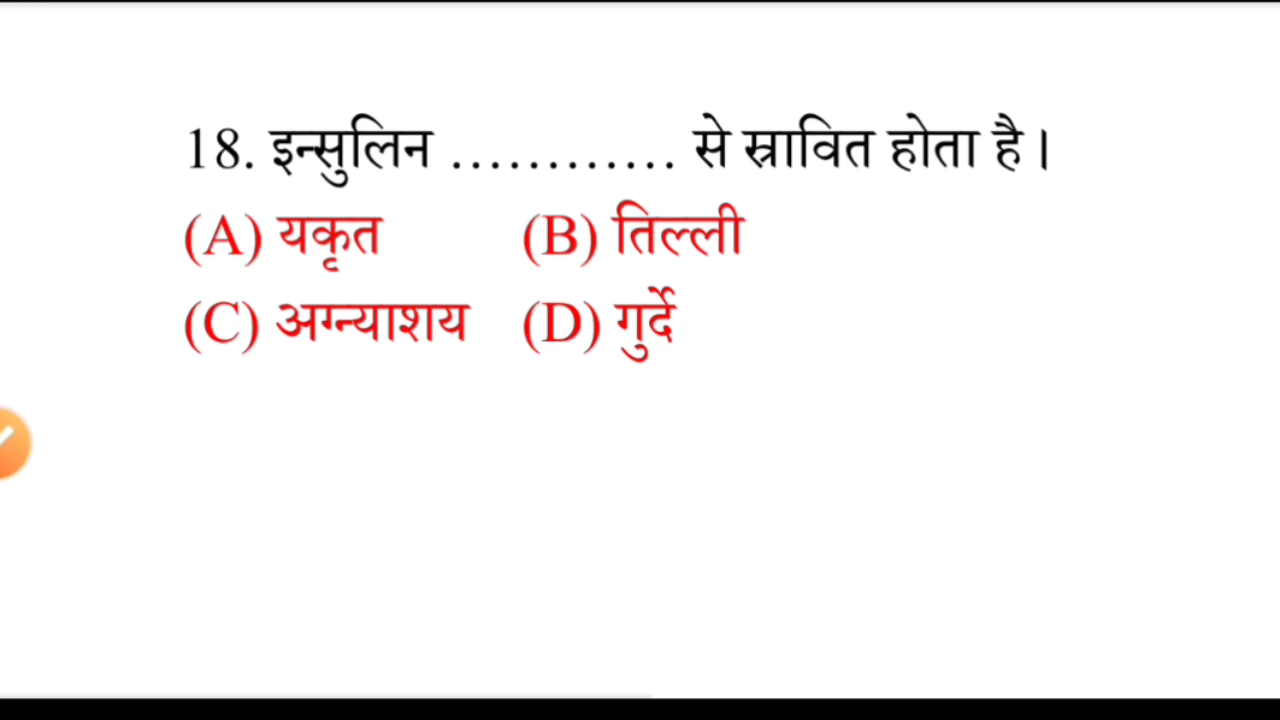 18. इन्सुलिन ............ से स्रावित होता है।
(A) यकृत (B) तिल्ली
(C) अग्न्याशय (D) गुर्दे